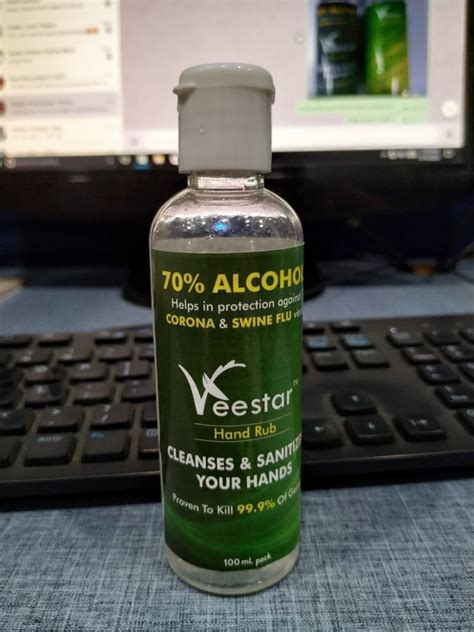 Veestar
70% ALCOHOL
Helps in protection against
CORONA & SWINE FLU
Veestar™
Hand Rub
CLEANSES & SANITIZE
YOUR HANDS
Proven To Kill 99.9% Of
100 ml. pack